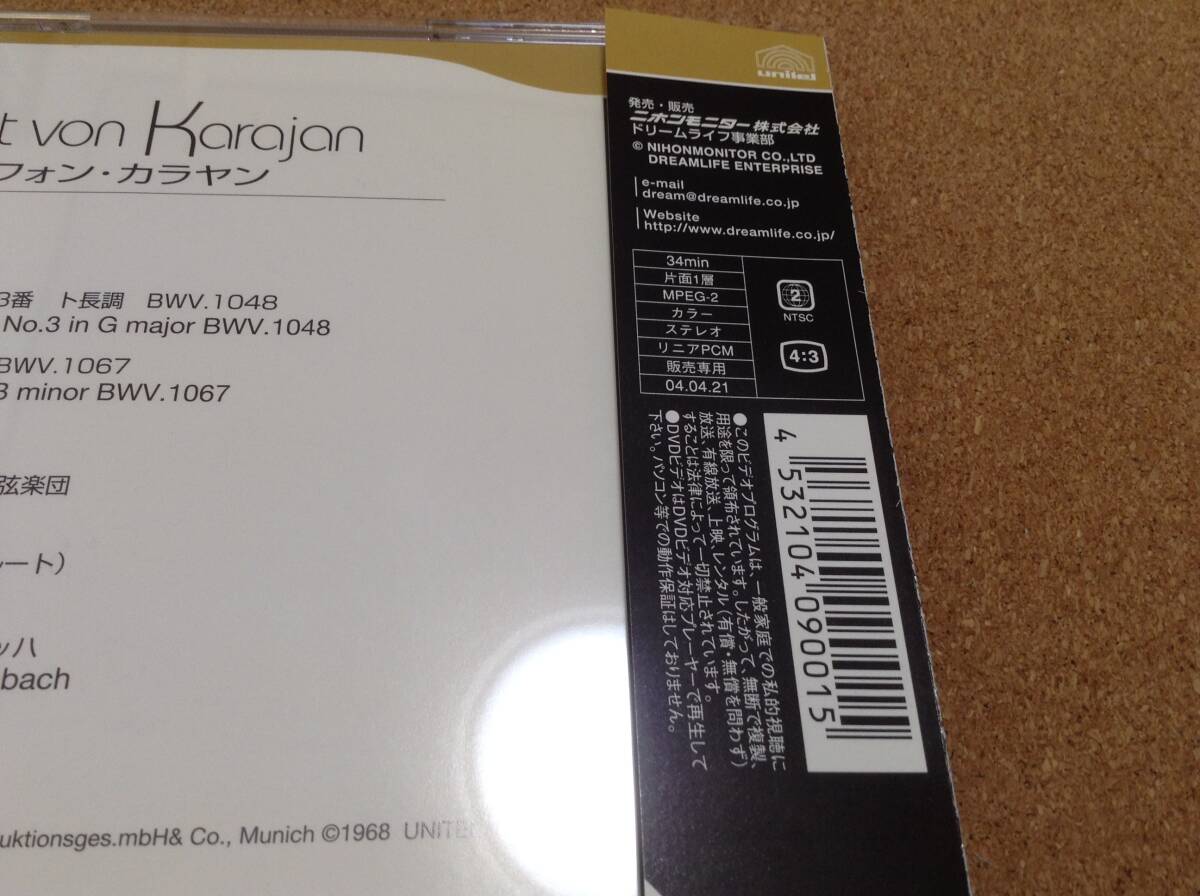 t von Karajan
フォン・カラヤン
3番 ト長調 BWV.1048
No.3 in G major BWV.1048
BWV.1067
B minor BWV.1067
弦楽団
ルート)
ッハ
bach
uktionsges.mbH& Co., Munich ©1968 UNITEL
unitel
発売・販売
ニホンモニター株式会社
ドリームライフ事業部
© NIHONMONITOR CO.,LTD
DREAMLIFE ENTERPRISE
e-mail
dream@dreamlife.co.jp
Website
http://www.dreamlife.co.jp/
34min
片面1層
MPEG-2
カラー
ステレオ
リニアPCM
販売専用
04.04.21
2
NTSC
4:3
●このビデオプログラムは、一般家庭での私的視聴に
用途を限って領布されています。したがって、無断で複製、
放送、有線放送、上映、レンタル(有償・無償を問わず)
することは法律によって一切禁止されています。
●DVDビデオはDVDビデオ対応プレーヤーで再生して
下さい。パソコン等での動作保証はしておりません。
4 532104 090015